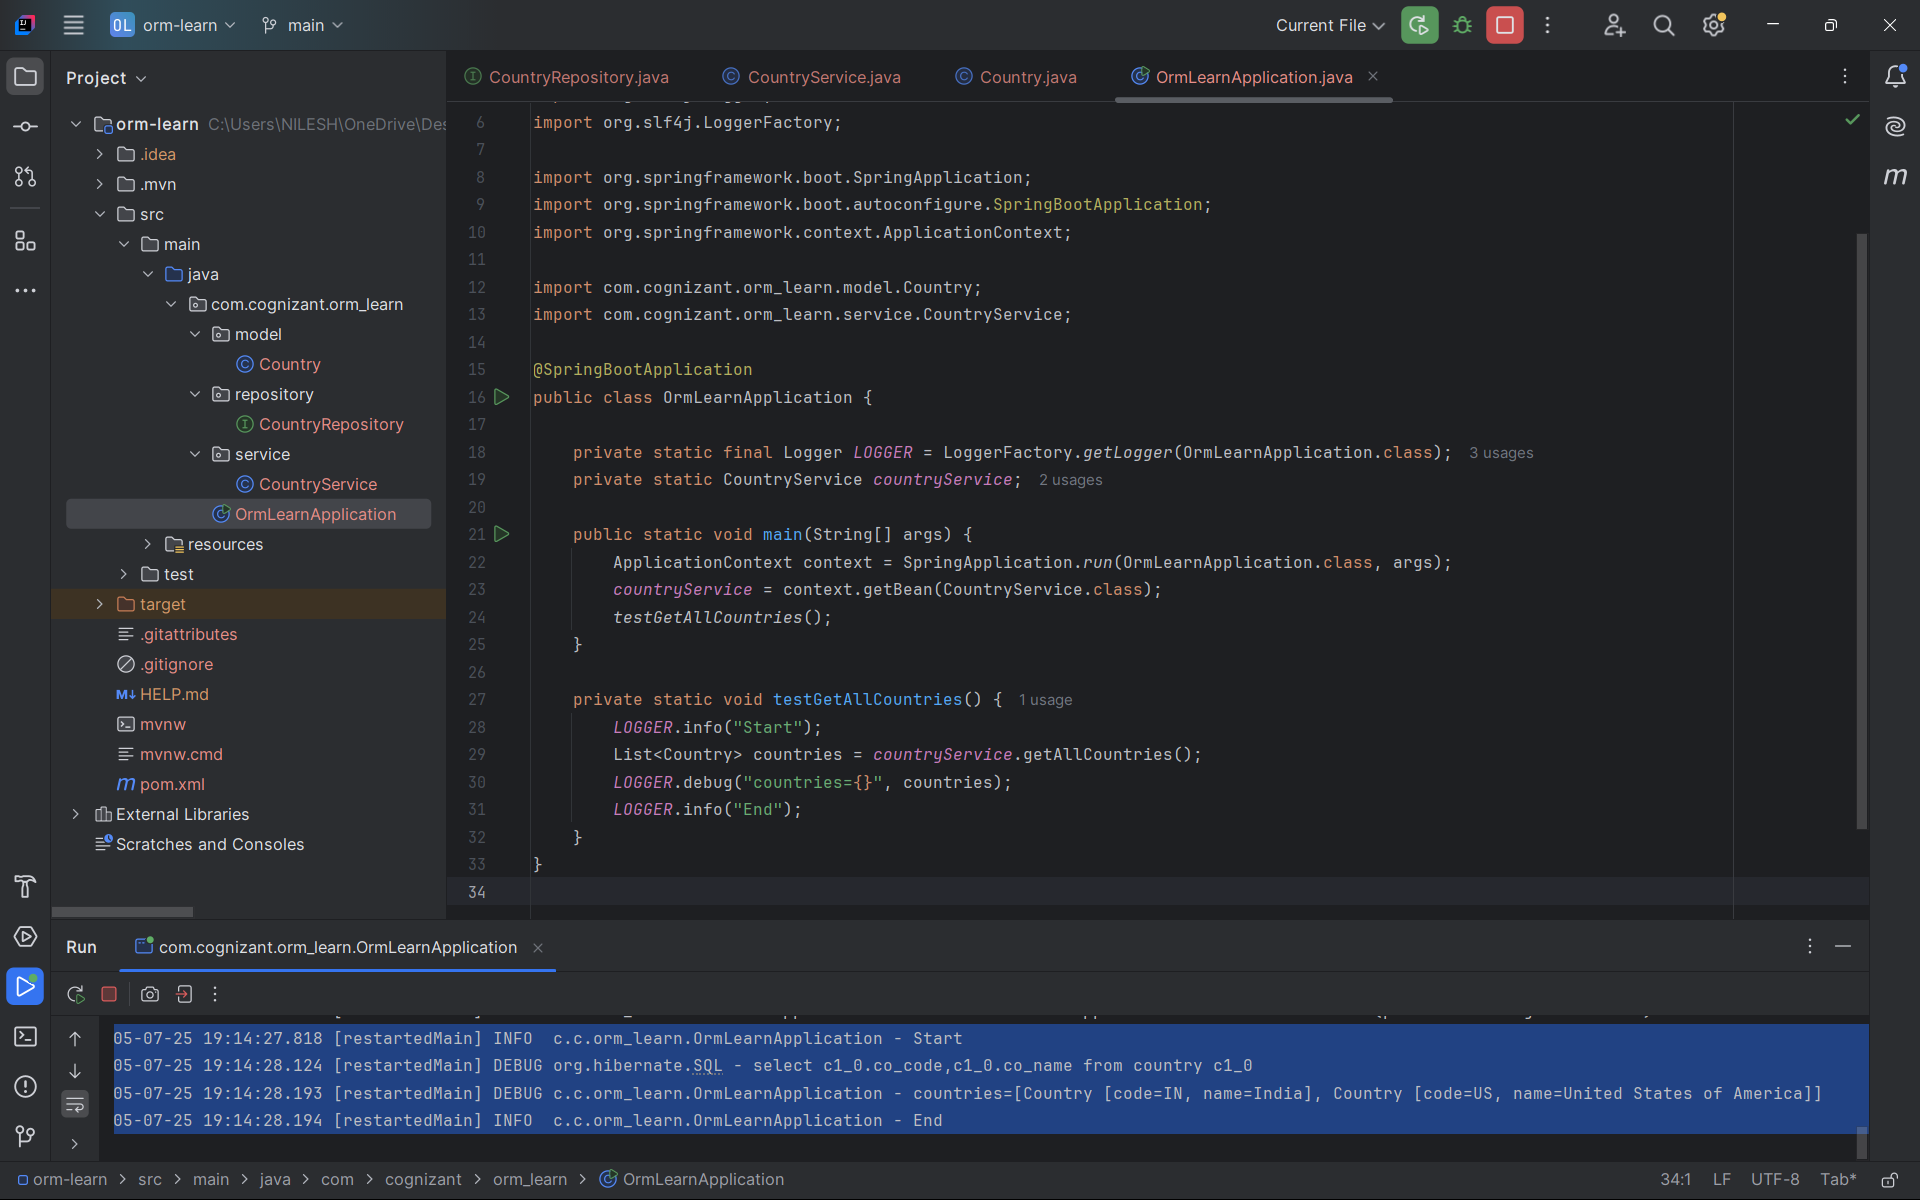 OL orm-learn
main
Current File
Project
CountryRepository.java
CountryService.java
Country.java
OrmLearnApplication.java
orm-learn C:\Users\NILESH\OneDrive\Des
.idea
.mvn
src
main
java
com.cognizant.orm_learn
model
Country
repository
CountryRepository
service
CountryService
OrmLearnApplication
resources
test
target
.gitattributes
.gitignore
M↓ HELP.md
mvnw
mvnw.cmd
m pom.xml
External Libraries
Scratches and Consoles
6 import org.slf4j.LoggerFactory;
7
8 import org.springframework.boot.SpringApplication;
9 import org.springframework.boot.autoconfigure.SpringBootApplication;
10 import org.springframework.context.ApplicationContext;
11
12 import com.cognizant.orm_learn.model.Country;
13 import com.cognizant.orm_learn.service.CountryService;
14
15 @SpringBootApplication
16 public class OrmLearnApplication {
17
18 private static final Logger LOGGER = LoggerFactory.getLogger(OrmLearnApplication.class); 3 usages
19 private static CountryService countryService; 2 usages
20
21 public static void main(String[] args) {
22 ApplicationContext context = SpringApplication.run(OrmLearnApplication.class, args);
23 countryService = context.getBean(CountryService.class);
24 testGetAllCountries();
25 }
26
27 private static void testGetAllCountries() { 1 usage
28 LOGGER.info("Start");
29 List<Country> countries = countryService.getAllCountries();
30 LOGGER.debug("countries={}", countries);
31 LOGGER.info("End");
32 }
33 }
34
m
Run com.cognizant.orm_learn.OrmLearnApplication
05-07-25 19:14:27.818 [restartedMain] INFO c.c.orm_learn.OrmLearnApplication - Start
05-07-25 19:14:28.124 [restartedMain] DEBUG org.hibernate.SQL - select c1_0.co_code,c1_0.co_name from country c1_0
05-07-25 19:14:28.193 [restartedMain] DEBUG c.c.orm_learn.OrmLearnApplication - countries=[Country [code=IN, name=India], Country [code=US, name=United States of America]]
05-07-25 19:14:28.194 [restartedMain] INFO c.c.orm_learn.OrmLearnApplication - End
orm-learn > src > main > java > com > cognizant > orm_learn > OrmLearnApplication
34:1 LF UTF-8 Tab*